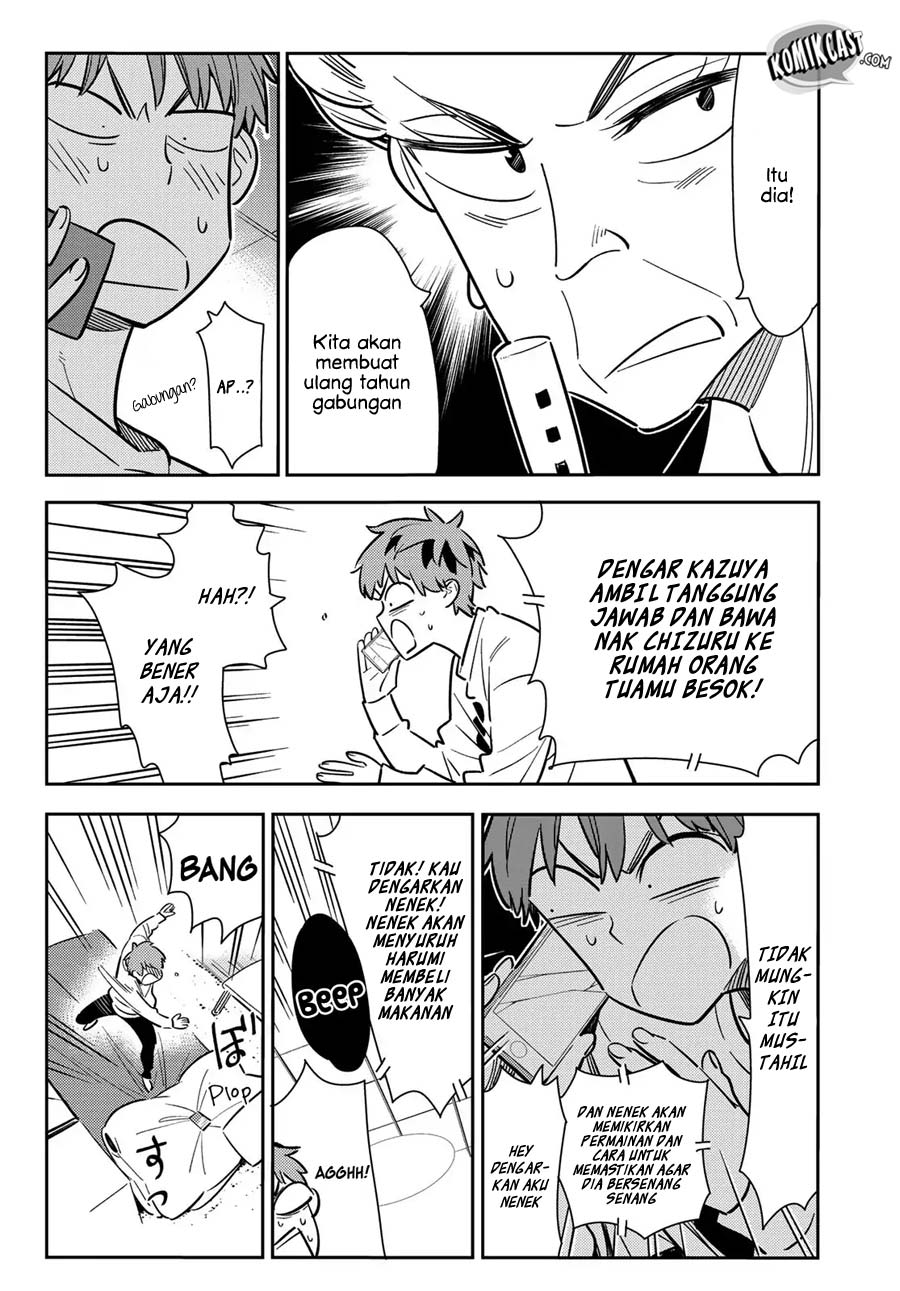 KOMIKCAST.COM
Itu
dia!
Kita akan
membuat
ulang tahun
gabungan
AP..?
Gabungan?
DENGAR KAZUYA
AMBIL TANGGUNG
JAWAB DAN BAWA
NAK CHIZURU KE
RUMAH ORANG
TUAMU BESOK!
HAH?!
YANG
BENER
AJA!!
TIDAK
MUNG-
KIN
ITU
MUS-
TAHIL
DAN NENEK AKAN
MEMIKIRKAN
PERMAINAN DAN
CARA UNTUK
MEMASTIKAN AGAR
DIA BERSENANG
SENANG
HEY
DENGAR-
KAN AKU
NENEK
TIDAK! KAU
DENGARKAN
NENEK!
NENEK AKAN
MENYURUH
HARUMI
MEMBELI
BANYAK
MAKANAN
BEEP
AGGHH!
BANG
ぼ
Plop
すっ